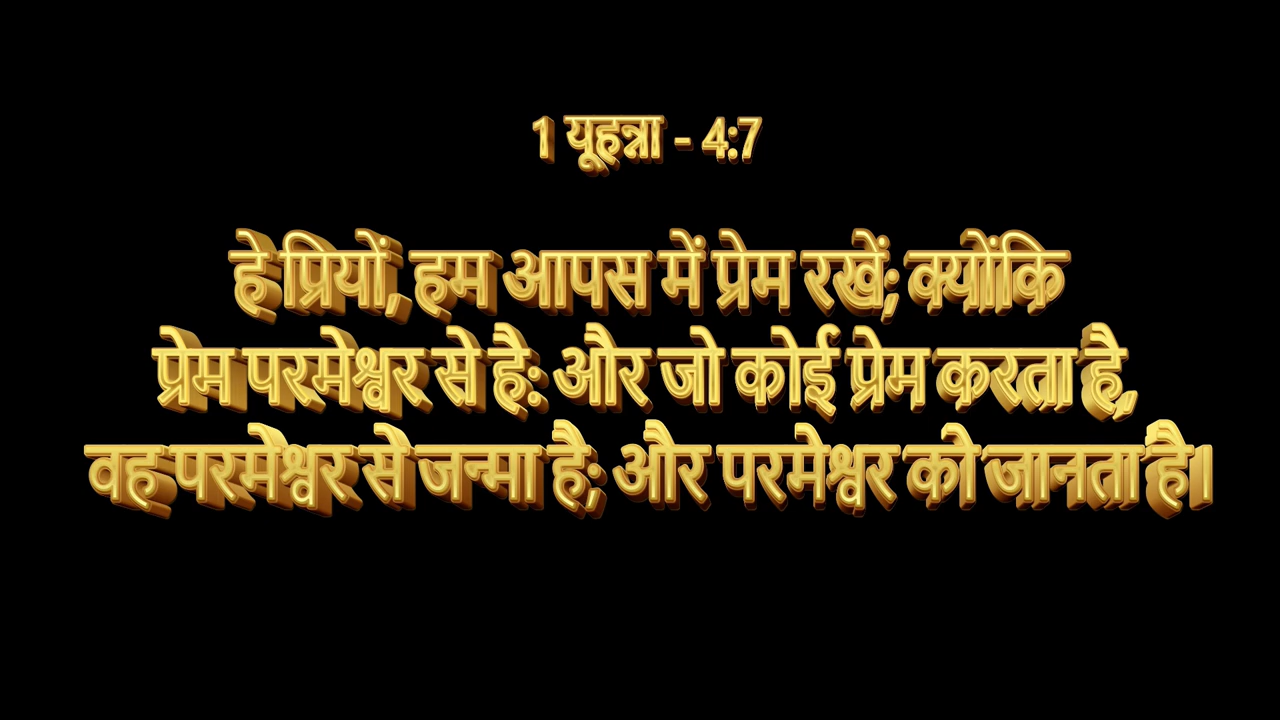 1 यूहन्ना - 4:7
हे प्रियों, हम आपस में प्रेम रखें; क्योंकि
प्रेम परमेश्वर से है: और जो कोई प्रेम करता है,
वह परमेश्वर से जन्मा है; और परमेश्वर को जानता है।